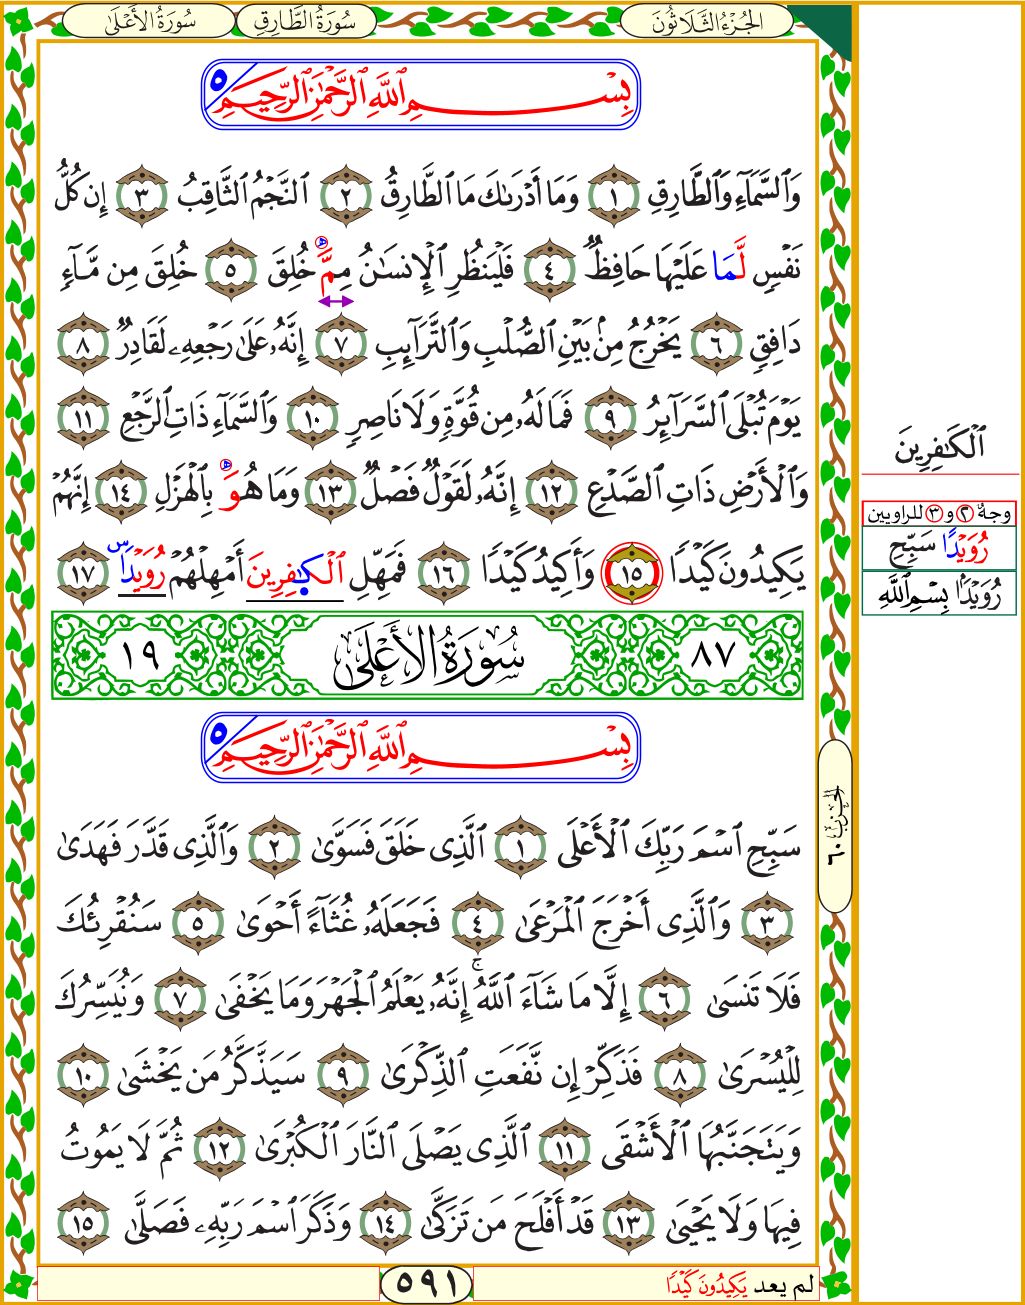 الجُزْءُ الثَّلَاثُونَ
سُورَةُ الطَّارِقِ
سُورَةُ الأَعْلَىٰ
بِسْمِ ٱللَّهِ ٱلرَّحْمَٰنِ ٱلرَّحِيمِ ٥
وَٱلسَّمَآءِ وَٱلطَّارِقِ ١ وَمَآ أَدْرَىٰكَ مَا ٱلطَّارِقُ ٢ ٱلنَّجْمُ ٱلثَّاقِبُ ٣ إِن كُلُّ
نَفْسٍ لَّمَا عَلَيْهَا حَافِظٌ ٤ فَلْيَنظُرِ ٱلْإِنسَٰنُ مِمَّ خُلِقَ ٥ خُلِقَ مِن مَّآءٍ
دَافِقٍ ٦ يَخْرُجُ مِنۢ بَيْنِ ٱلصُّلْبِ وَٱلتَّرَآئِبِ ٧ إِنَّهُۥ عَلَىٰ رَجْعِهِۦ لَقَادِرٌ ٨
يَوْمَ تُبْلَى ٱلسَّرَآئِرُ ٩ فَمَا لَهُۥ مِن قُوَّةٍ وَلَا نَاصِرٍ ١٠ وَٱلسَّمَآءِ ذَاتِ ٱلرَّجْعِ ١١
وَٱلْأَرْضِ ذَاتِ ٱلصَّدْعِ ١٢ إِنَّهُۥ لَقَوْلٌ فَصْلٌ ١٣ وَمَا هُوَ بِٱلْهَزْلِ ١٤ إِنَّهُمْ
يَكِيدُونَ كَيْدًا ١٥ وَأَكِيدُ كَيْدًا ١٦ فَمَهِّلِ ٱلْكَٰفِرِينَ أَمْهِلْهُمْ رُوَيْدًۢا س ١٧
٨٧ سُورَةُ الأَعْلَىٰ ١٩
بِسْمِ ٱللَّهِ ٱلرَّحْمَٰنِ ٱلرَّحِيمِ ٥
سَبِّحِ ٱسْمَ رَبِّكَ ٱلْأَعْلَى ١ ٱلَّذِى خَلَقَ فَسَوَّىٰ ٢ وَٱلَّذِى قَدَّرَ فَهَدَىٰ
٣ وَٱلَّذِىٓ أَخْرَجَ ٱلْمَرْعَىٰ ٤ فَجَعَلَهُۥ غُثَآءً أَحْوَىٰ ٥ سَنُقْرِئُكَ
فَلَا تَنسَىٰٓ ٦ إِلَّا مَا شَآءَ ٱللَّهُ ۚ إِنَّهُۥ يَعْلَمُ ٱلْجَهْرَ وَمَا يَخْفَىٰ ٧ وَنُيَسِّرُكَ
لِلْيُسْرَىٰ ٨ فَذَكِّرْ إِن نَّفَعَتِ ٱلذِّكْرَىٰ ٩ سَيَذَّكَّرُ مَن يَخْشَىٰ ١٠
وَيَتَجَنَّبُهَا ٱلْأَشْقَى ١١ ٱلَّذِى يَصْلَى ٱلنَّارَ ٱلْكُبْرَىٰ ١٢ ثُمَّ لَا يَمُوتُ
فِيهَا وَلَا يَحْيَىٰ ١٣ قَدْ أَفْلَحَ مَن تَزَكَّىٰ ١٤ وَذَكَرَ ٱسْمَ رَبِّهِۦ فَصَلَّىٰ ١٥
ٱلْكَٰفِرِينَ
وجهٌ ٢ و ٣ للراويين
رُوَيْدًا سَبِّحِ
رُوَيْدًۢا بِسْمِ ٱللَّهِ
الحِزْبُ ٦٠
لم يعد يَكِيدُونَ كَيْدًا
٥٩١